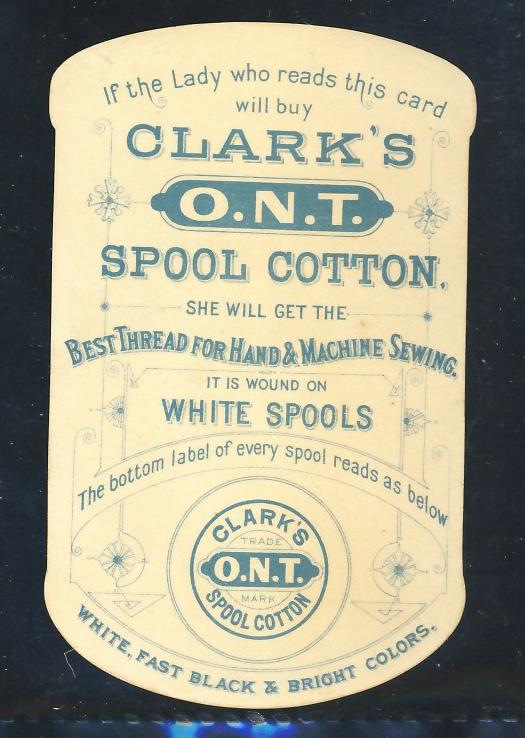 If the Lady who reads this card
will buy
CLARK'S
O.N.T.
SPOOL COTTON.
SHE WILL GET THE
BEST THREAD FOR HAND & MACHINE SEWING.
IT IS WOUND ON
WHITE SPOOLS
The bottom label of every spool reads as below
CLARK'S
TRADE
O.N.T.
MARK
SPOOL COTTON
WHITE, FAST BLACK & BRIGHT COLORS.